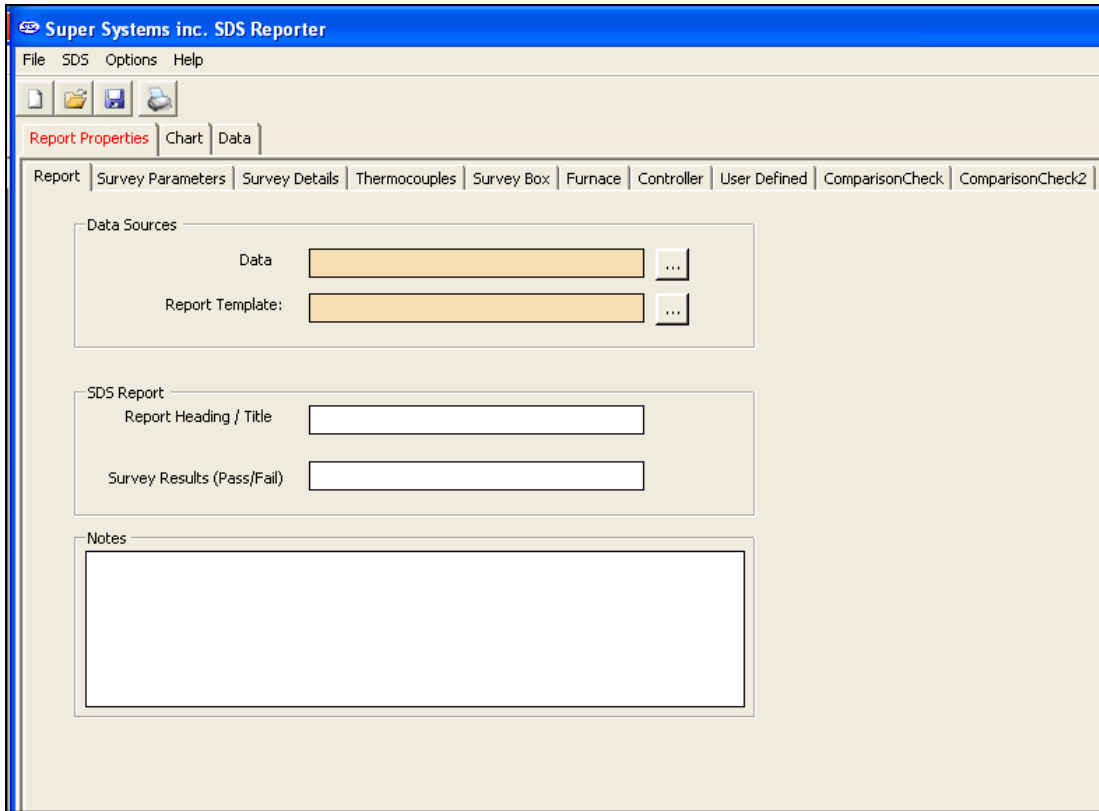 Super Systems inc. SDS Reporter
File SDS Options Help
Report Properties Chart Data
Report Survey Parameters Survey Details Thermocouples Survey Box Furnace Controller User Defined ComparisonCheck ComparisonCheck2
Data Sources
Data ...
Report Template: ...
SDS Report
Report Heading / Title
Survey Results (Pass/Fail)
Notes